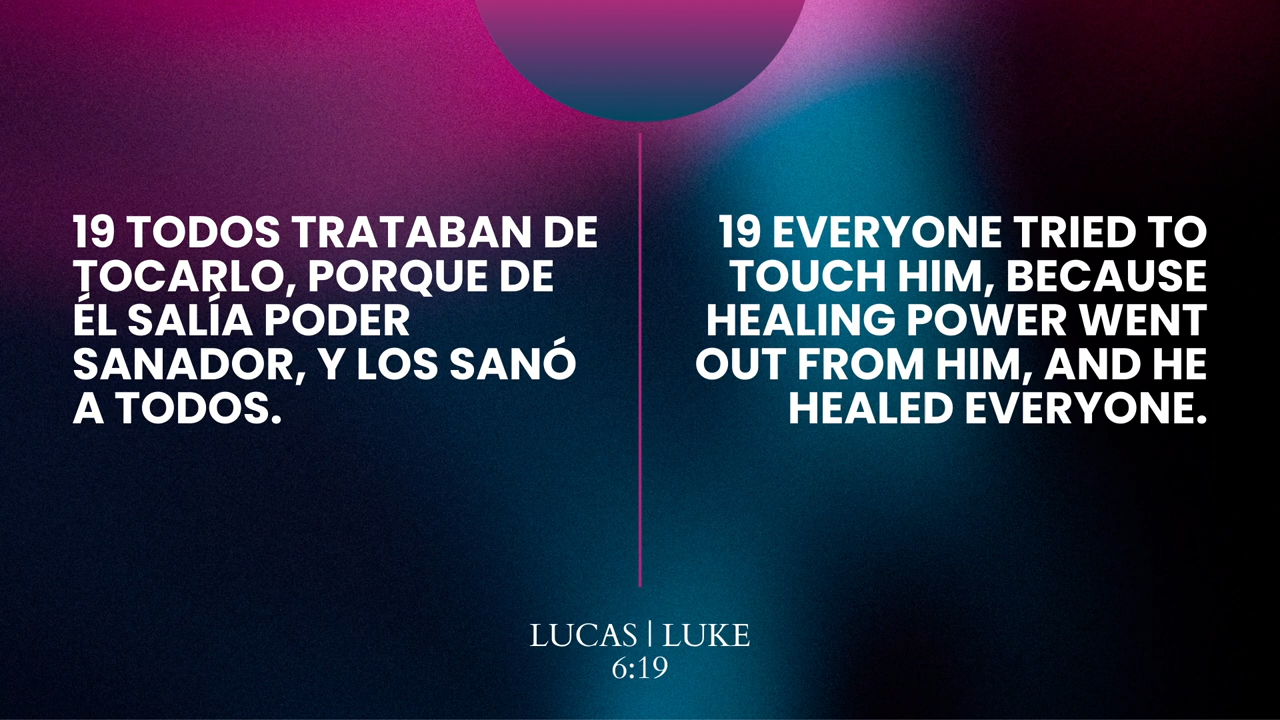 19 TODOS TRATABAN DE
TOCARLO, PORQUE DE
ÉL SALÍA PODER
SANADOR, Y LOS SANÓ
A TODOS.
19 EVERYONE TRIED TO
TOUCH HIM, BECAUSE
HEALING POWER WENT
OUT FROM HIM, AND HE
HEALED EVERYONE.
LUCAS | LUKE
6:19